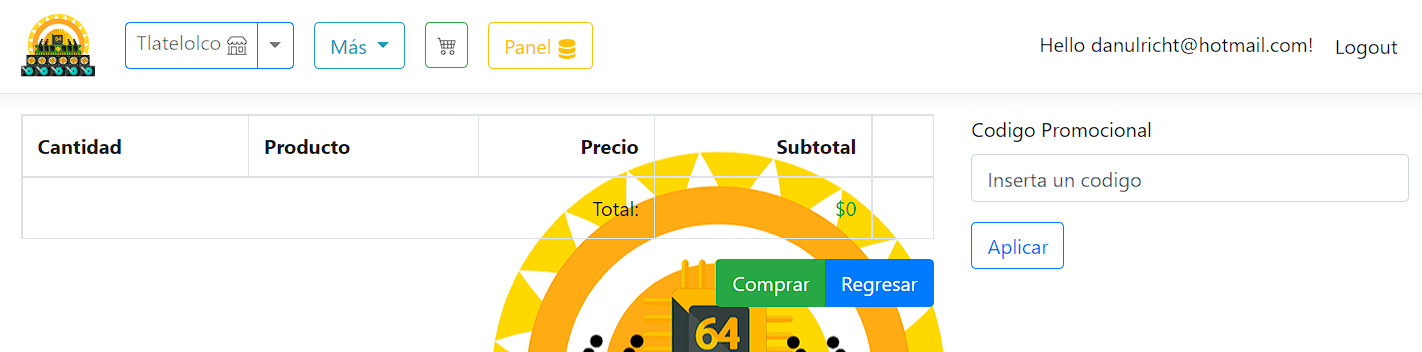 64
Tlatelolco
Más
Panel
Hello danulricht@hotmail.com!
Logout
Cantidad
Producto
Precio
Subtotal
Total:
$0
Codigo Promocional
Inserta un codigo
Aplicar
Comprar
Regresar
64